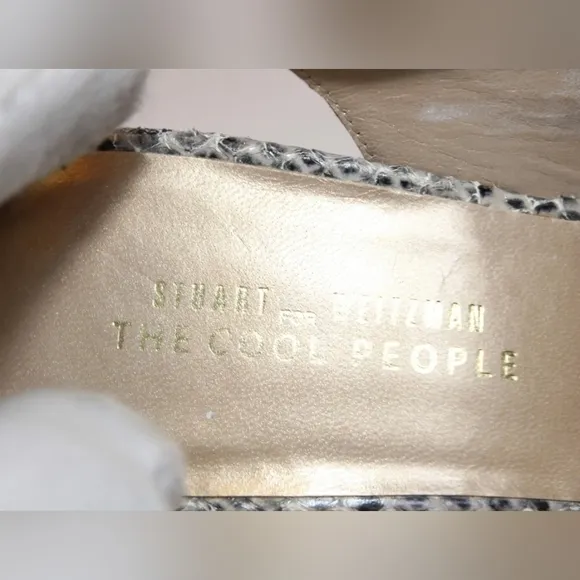 STUART WEITZMAN
FOR
THE COOL PEOPLE